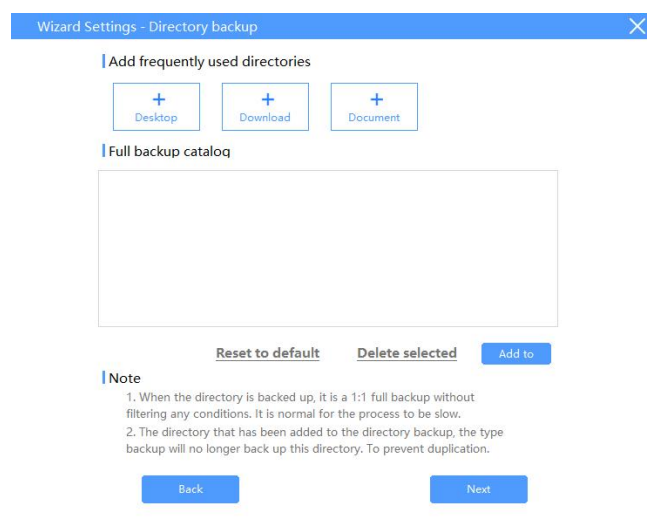 Wizard Settings - Directory backup
Add frequently used directories
+ + +
Desktop Download Document
Full backup catalog
Reset to default Delete selected Add to
Note
1. When the directory is backed up, it is a 1:1 full backup without
filtering any conditions. It is normal for the process to be slow.
2. The directory that has been added to the directory backup, the type
backup will no longer back up this directory. To prevent duplication.
Back Next